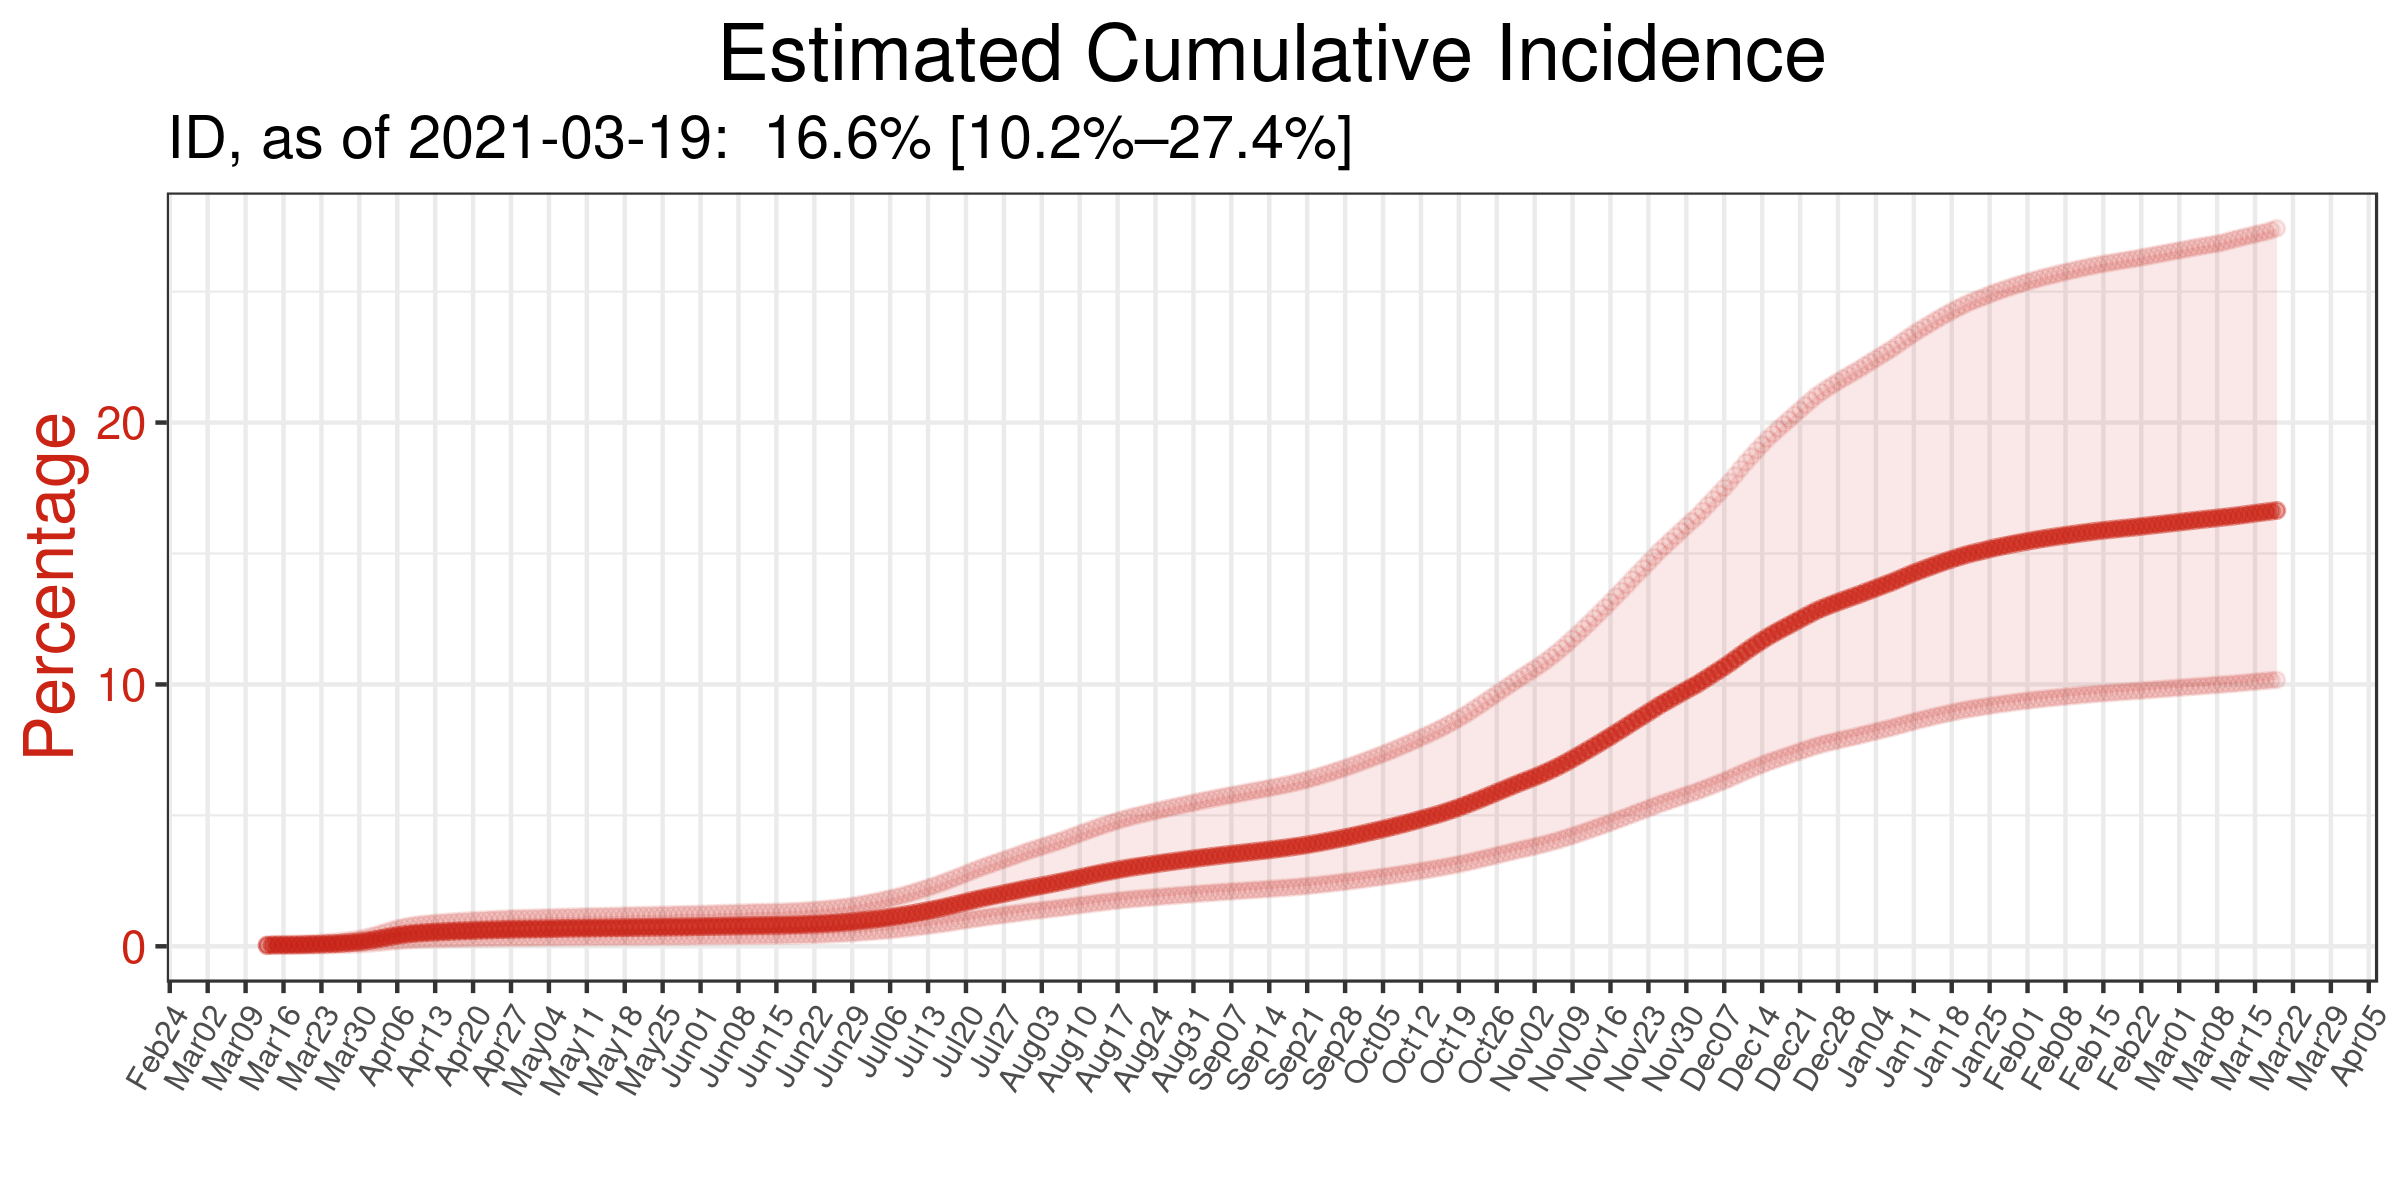 Estimated Cumulative Incidence
ID, as of 2021-03-19:  16.6% [10.2%–27.4%]
Percentage
20
10
0
Feb24
Mar02
Mar09
Mar16
Mar23
Mar30
Apr06
Apr13
Apr20
Apr27
May04
May11
May18
May25
Jun01
Jun08
Jun15
Jun22
Jun29
Jul06
Jul13
Jul20
Jul27
Aug03
Aug10
Aug17
Aug24
Aug31
Sep07
Sep14
Sep21
Sep28
Oct05
Oct12
Oct19
Oct26
Nov02
Nov09
Nov16
Nov23
Nov30
Dec07
Dec14
Dec21
Dec28
Jan04
Jan11
Jan18
Jan25
Feb01
Feb08
Feb15
Feb22
Mar01
Mar08
Mar15
Mar22
Mar29
Apr05